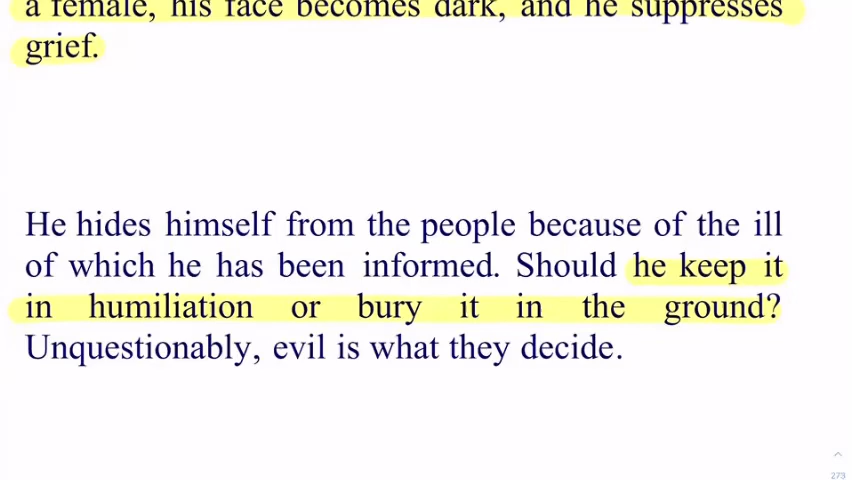 a female, his face becomes dark, and he suppresses
grief.
He hides himself from the people because of the ill
of which he has been informed. Should he keep it
in humiliation or bury it in the ground?
Unquestionably, evil is what they decide.
273